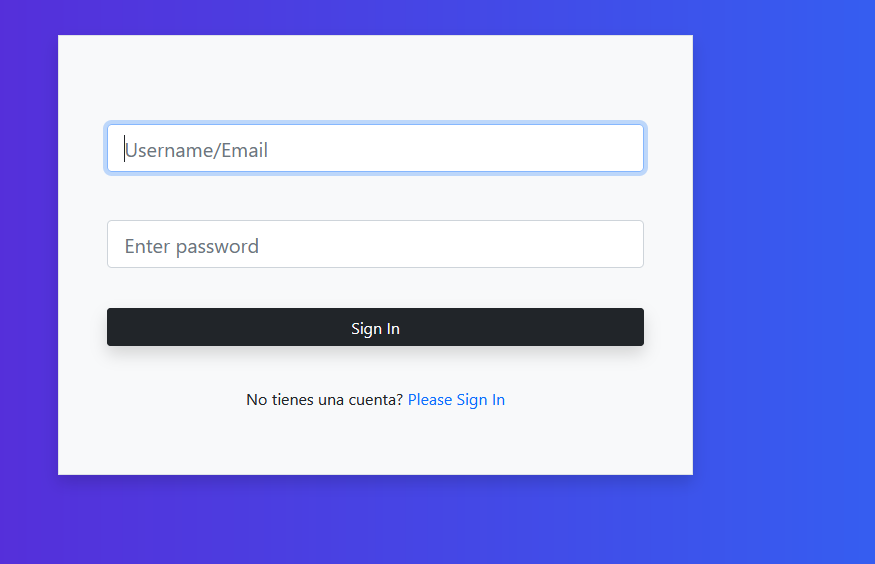 Username/Email
Enter password
Sign In
No tienes una cuenta? Please Sign In